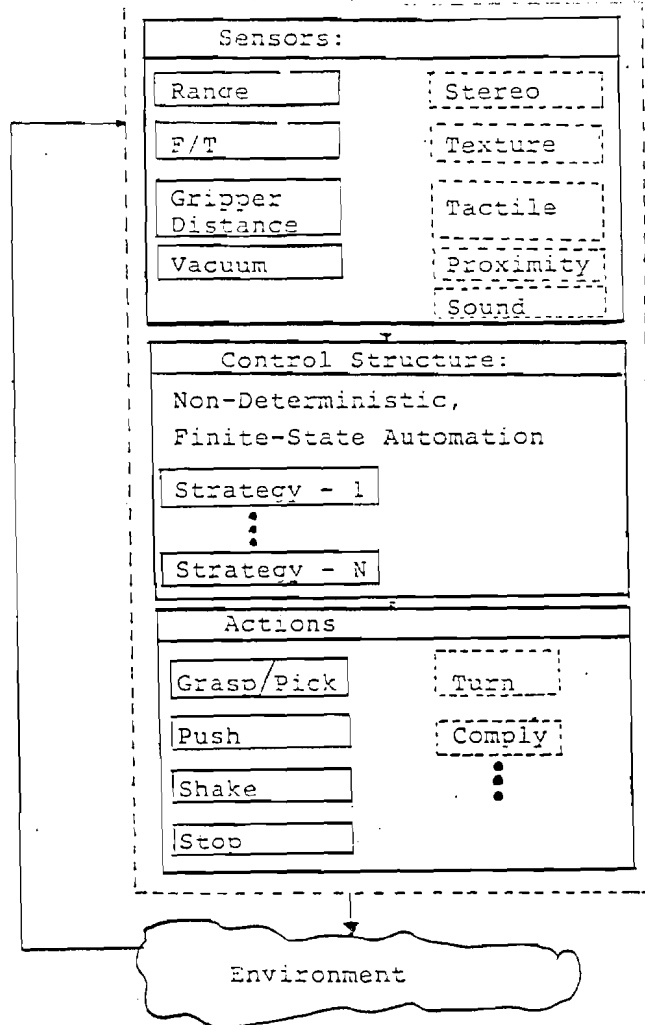 Sensors:
Range
Stereo
F/T
Texture
Gripper
Distance
Tactile
Vacuum
Proximity
Sound
Control Structure:
Non-Deterministic,
Finite-State Automation
Strategy - 1
Strategy - N
Actions
Grasp/Pick
Turn
Push
Comply
Shake
Stop
Environment